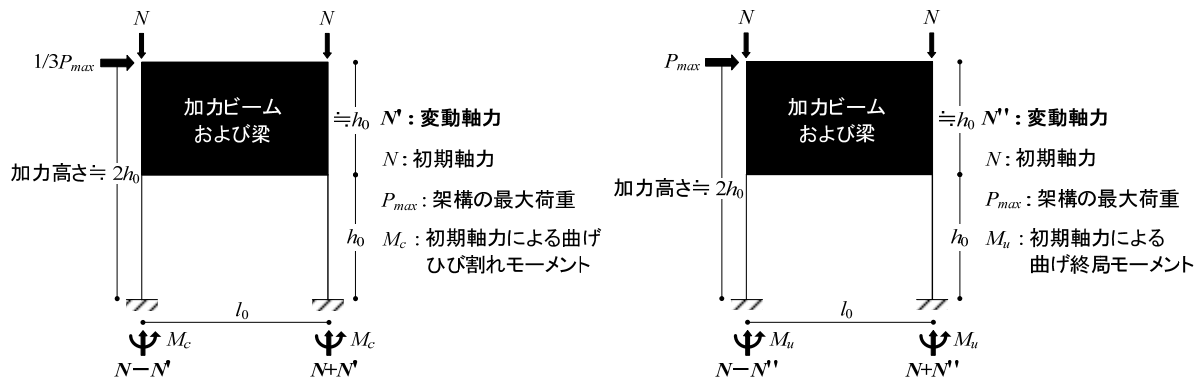 N N
1/3Pmax
加力ビーム
および梁
≒h0
N' : 変動軸力
N : 初期軸力
加力高さ≒ 2h0
Pmax : 架構の最大荷重
h0
Mc : 初期軸力による曲げ
ひび割れモーメント
l0
Mc Mc
N−N' N+N'
N N
Pmax
加力ビーム
および梁
≒h0
N'' : 変動軸力
N : 初期軸力
加力高さ≒ 2h0
Pmax : 架構の最大荷重
h0
Mu : 初期軸力による
曲げ終局モーメント
l0
Mu Mu
N−N'' N+N''